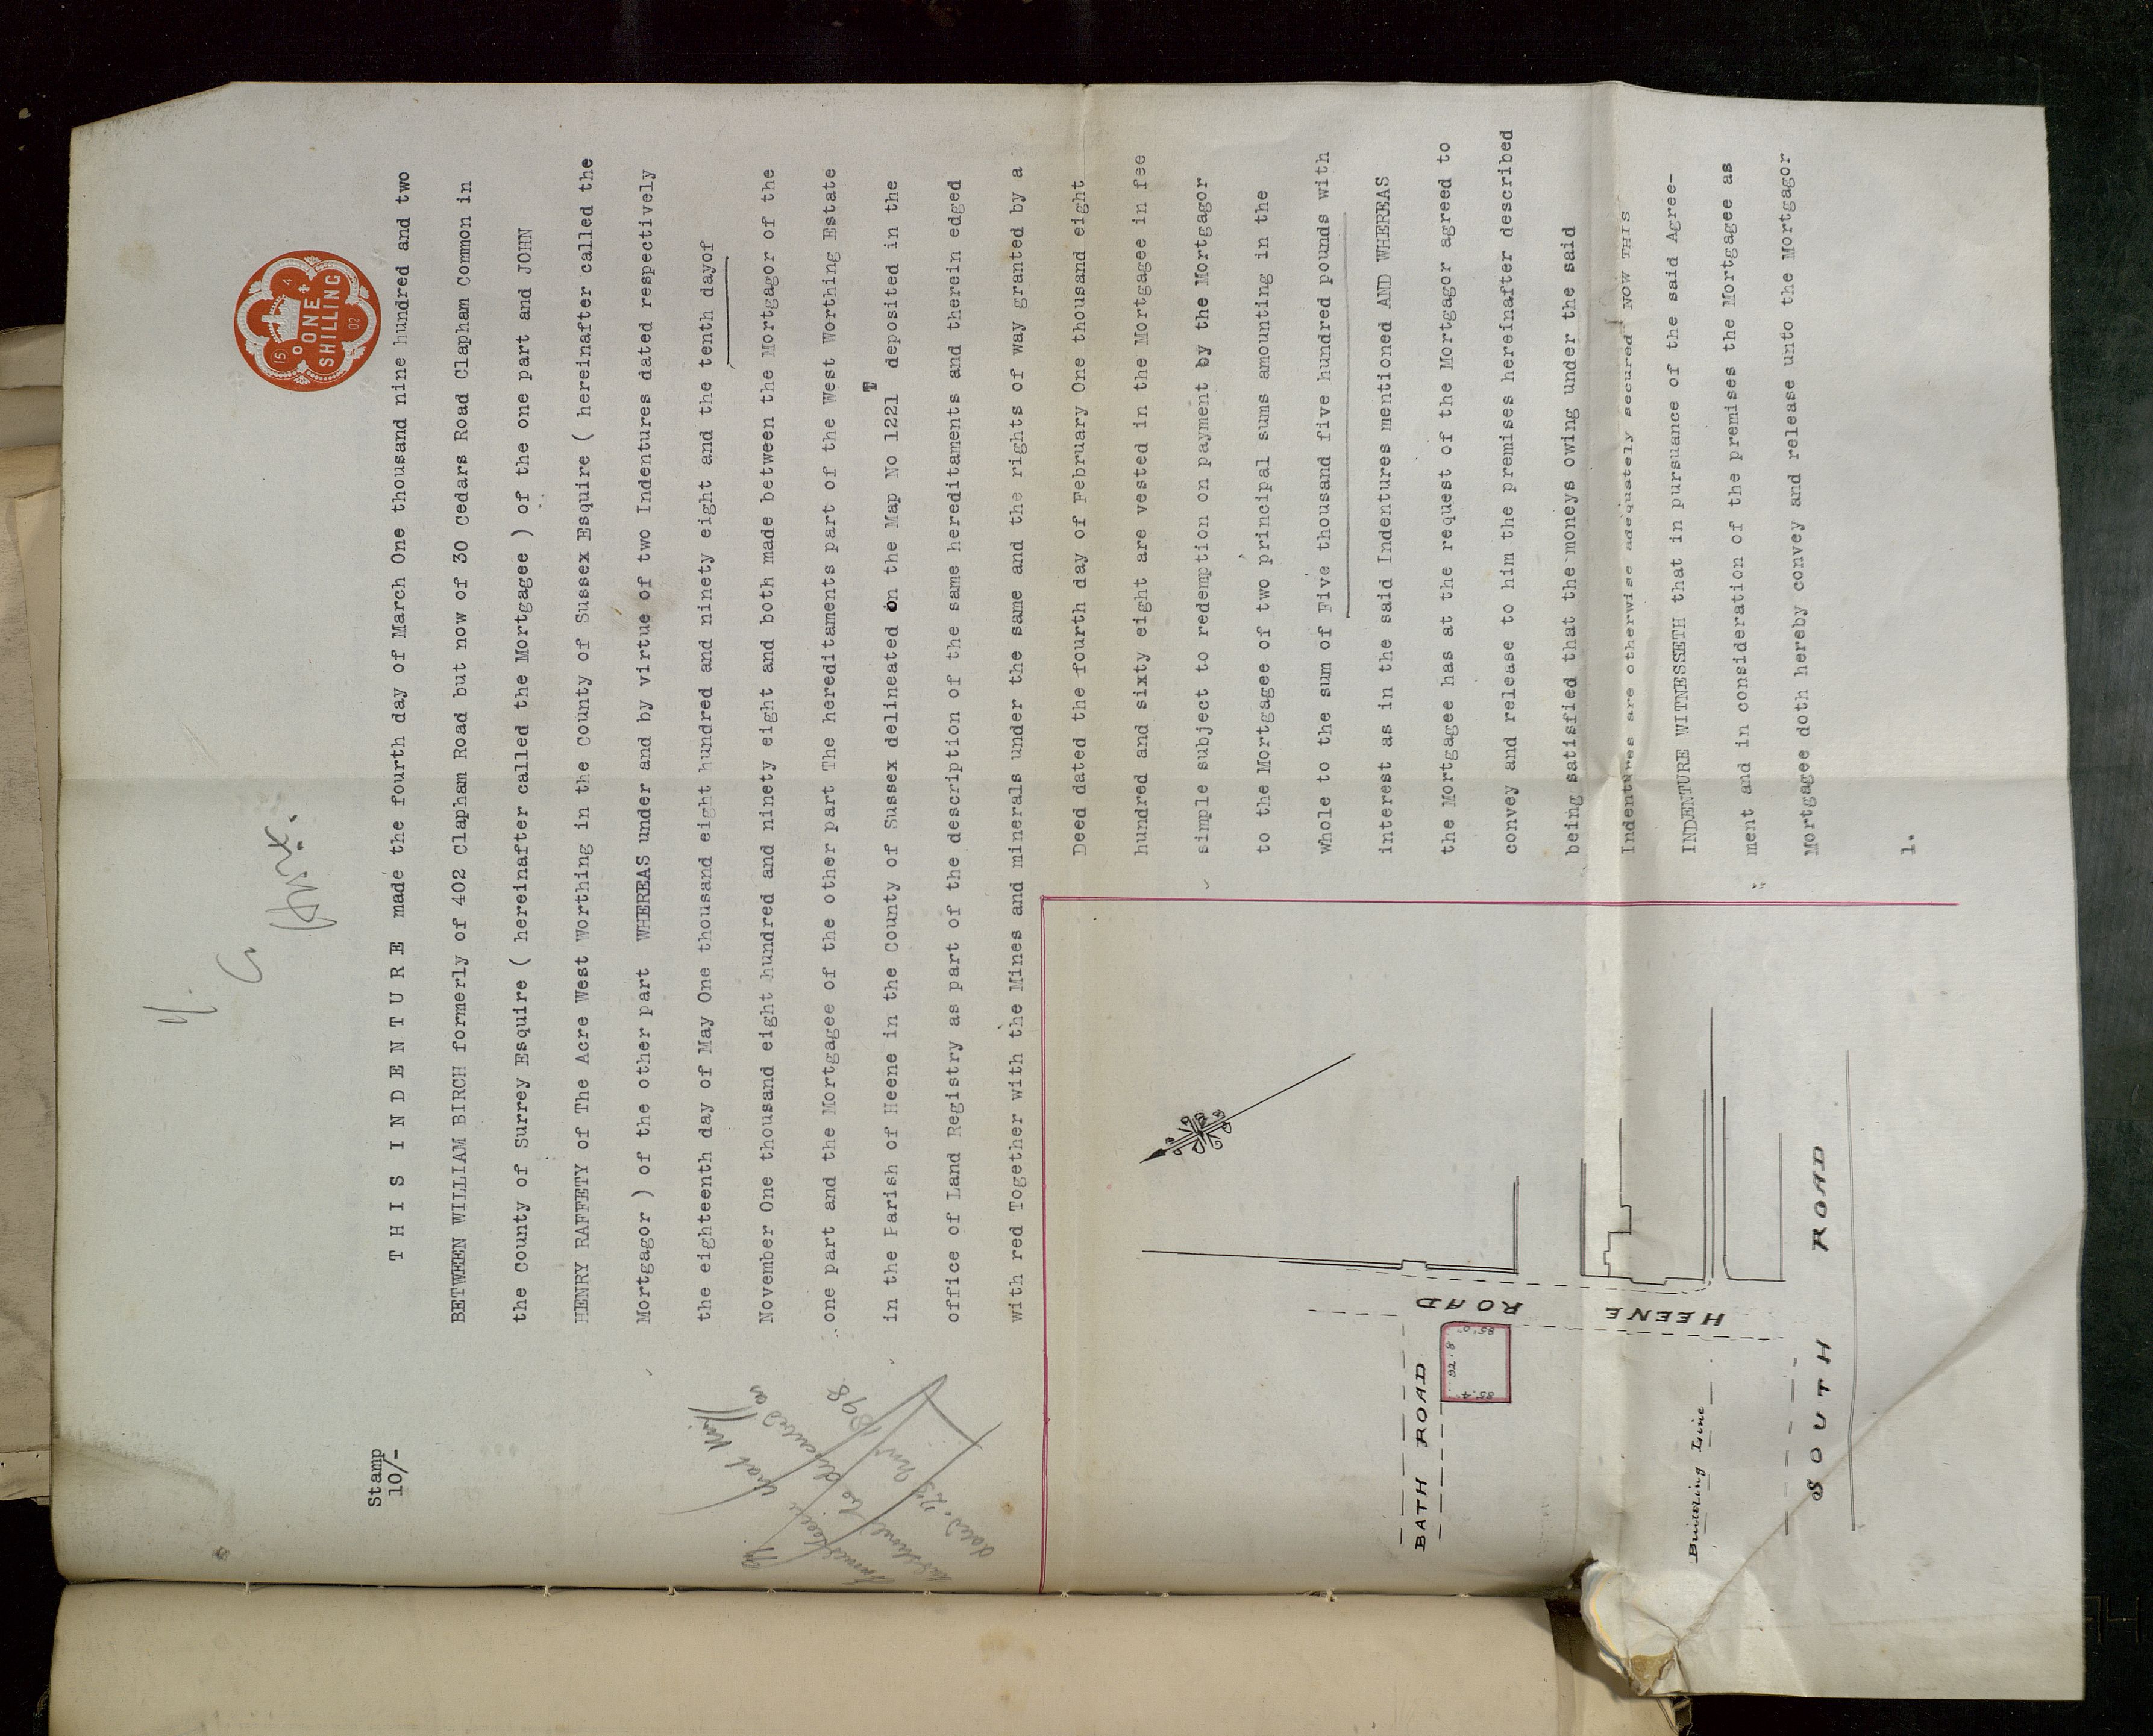 Stamp
10/-
15 4
ONE
SHILLING
02
THIS INDENTURE made the fourth day of March One thousand nine hundred and two
BETWEEN WILLIAM BIRCH formerly of 402 Clapham Road but now of 30 Cedars Road Clapham Common in
the County of Surrey Esquire ( hereinafter called the Mortgagee ) of the one part and JOHN
HENRY RAFFETY of The Acre West Worthing in the County of Sussex Esquire ( hereinafter called the
Mortgagor ) of the other part WHEREAS under and by virtue of two Indentures dated respectively
the eighteenth day of May One thousand eight hundred and ninety eight and the tenth dayof
November One thousand eight hundred and ninety eight and both made between the Mortgagor of the
one part and the Mortgagee of the other part The hereditaments part of the West Worthing Estate
in the Parish of Heene in the County of Sussex delineated on the Map No 1221 T deposited in the
office of Land Registry as part of the description of the same hereditaments and therein edged
with red Together with the Mines and minerals under the same and the rights of way granted by a
Deed dated the fourth day of February One thousand eight
hundred and sixty eight are vested in the Mortgagee in fee
simple subject to redemption on payment by the Mortgagor
to the Mortgagee of two principal sums amounting in the
whole to the sum of Five thousand five hundred pounds with
interest as in the said Indentures mentioned AND WHEREAS
the Mortgagee has at the request of the Mortgagor agreed to
convey and release to him the premises hereinafter described
being satisfied that the moneys owing under the said
Indentures are otherwise adequately secured NOW THIS
INDENTURE WITNESSETH that in pursuance of the said Agree-
ment and in consideration of the premises the Mortgagee as
Mortgagee doth hereby convey and release unto the Mortgagor
1.
BATH ROAD
HEENE ROAD
92.8
85'.0"
85'.4"
Building Line
SOUTH ROAD